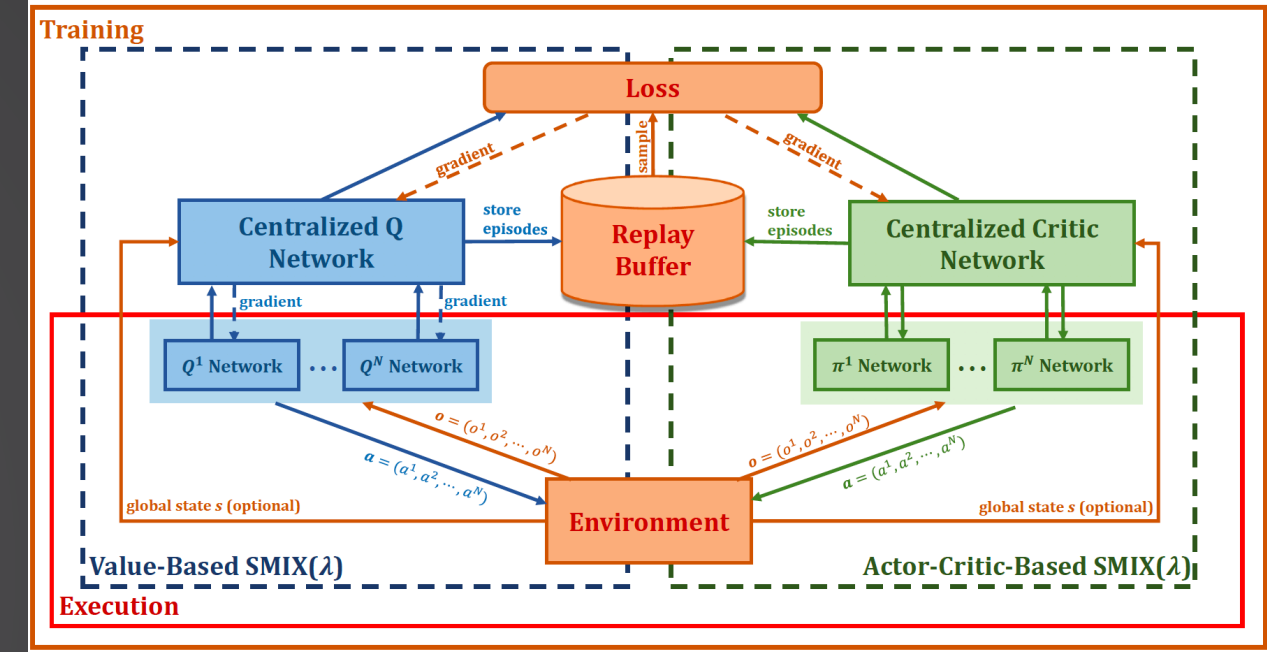 Training
Loss
gradient
sample
gradient
Centralized Q
Network
store
episodes
Replay
Buffer
store
episodes
Centralized Critic
Network
gradient
gradient
Q¹ Network
...
Qᴺ Network
π¹ Network
...
πᴺ Network
o = (o¹, o², ⋯, oᴺ)
a = (a¹, a², ⋯, aᴺ)
o = (o¹, o², ⋯, oᴺ)
a = (a¹, a², ⋯, aᴺ)
global state s (optional)
Environment
global state s (optional)
Value-Based SMIX(λ)
Actor-Critic-Based SMIX(λ)
Execution